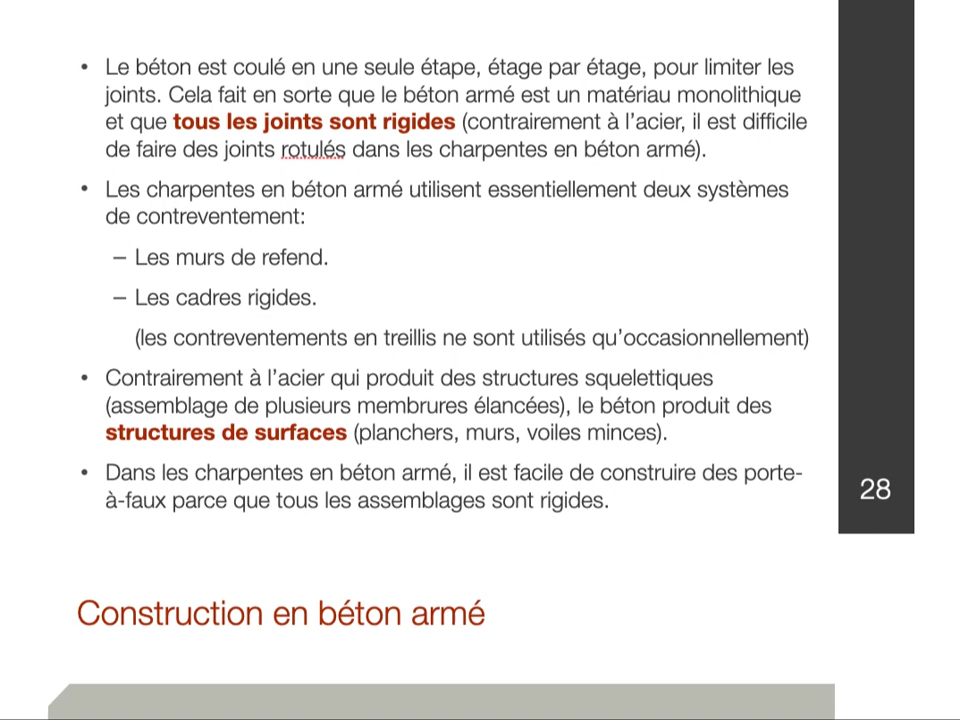 • Le béton est coulé en une seule étape, étage par étage, pour limiter les
joints. Cela fait en sorte que le béton armé est un matériau monolithique
et que tous les joints sont rigides (contrairement à l’acier, il est difficile
de faire des joints rotulés dans les charpentes en béton armé).
• Les charpentes en béton armé utilisent essentiellement deux systèmes
de contreventement:
– Les murs de refend.
– Les cadres rigides.
(les contreventements en treillis ne sont utilisés qu’occasionnellement)
• Contrairement à l’acier qui produit des structures squelettiques
(assemblage de plusieurs membrures élancées), le béton produit des
structures de surfaces (planchers, murs, voiles minces).
• Dans les charpentes en béton armé, il est facile de construire des porte-
à-faux parce que tous les assemblages sont rigides.
28
Construction en béton armé